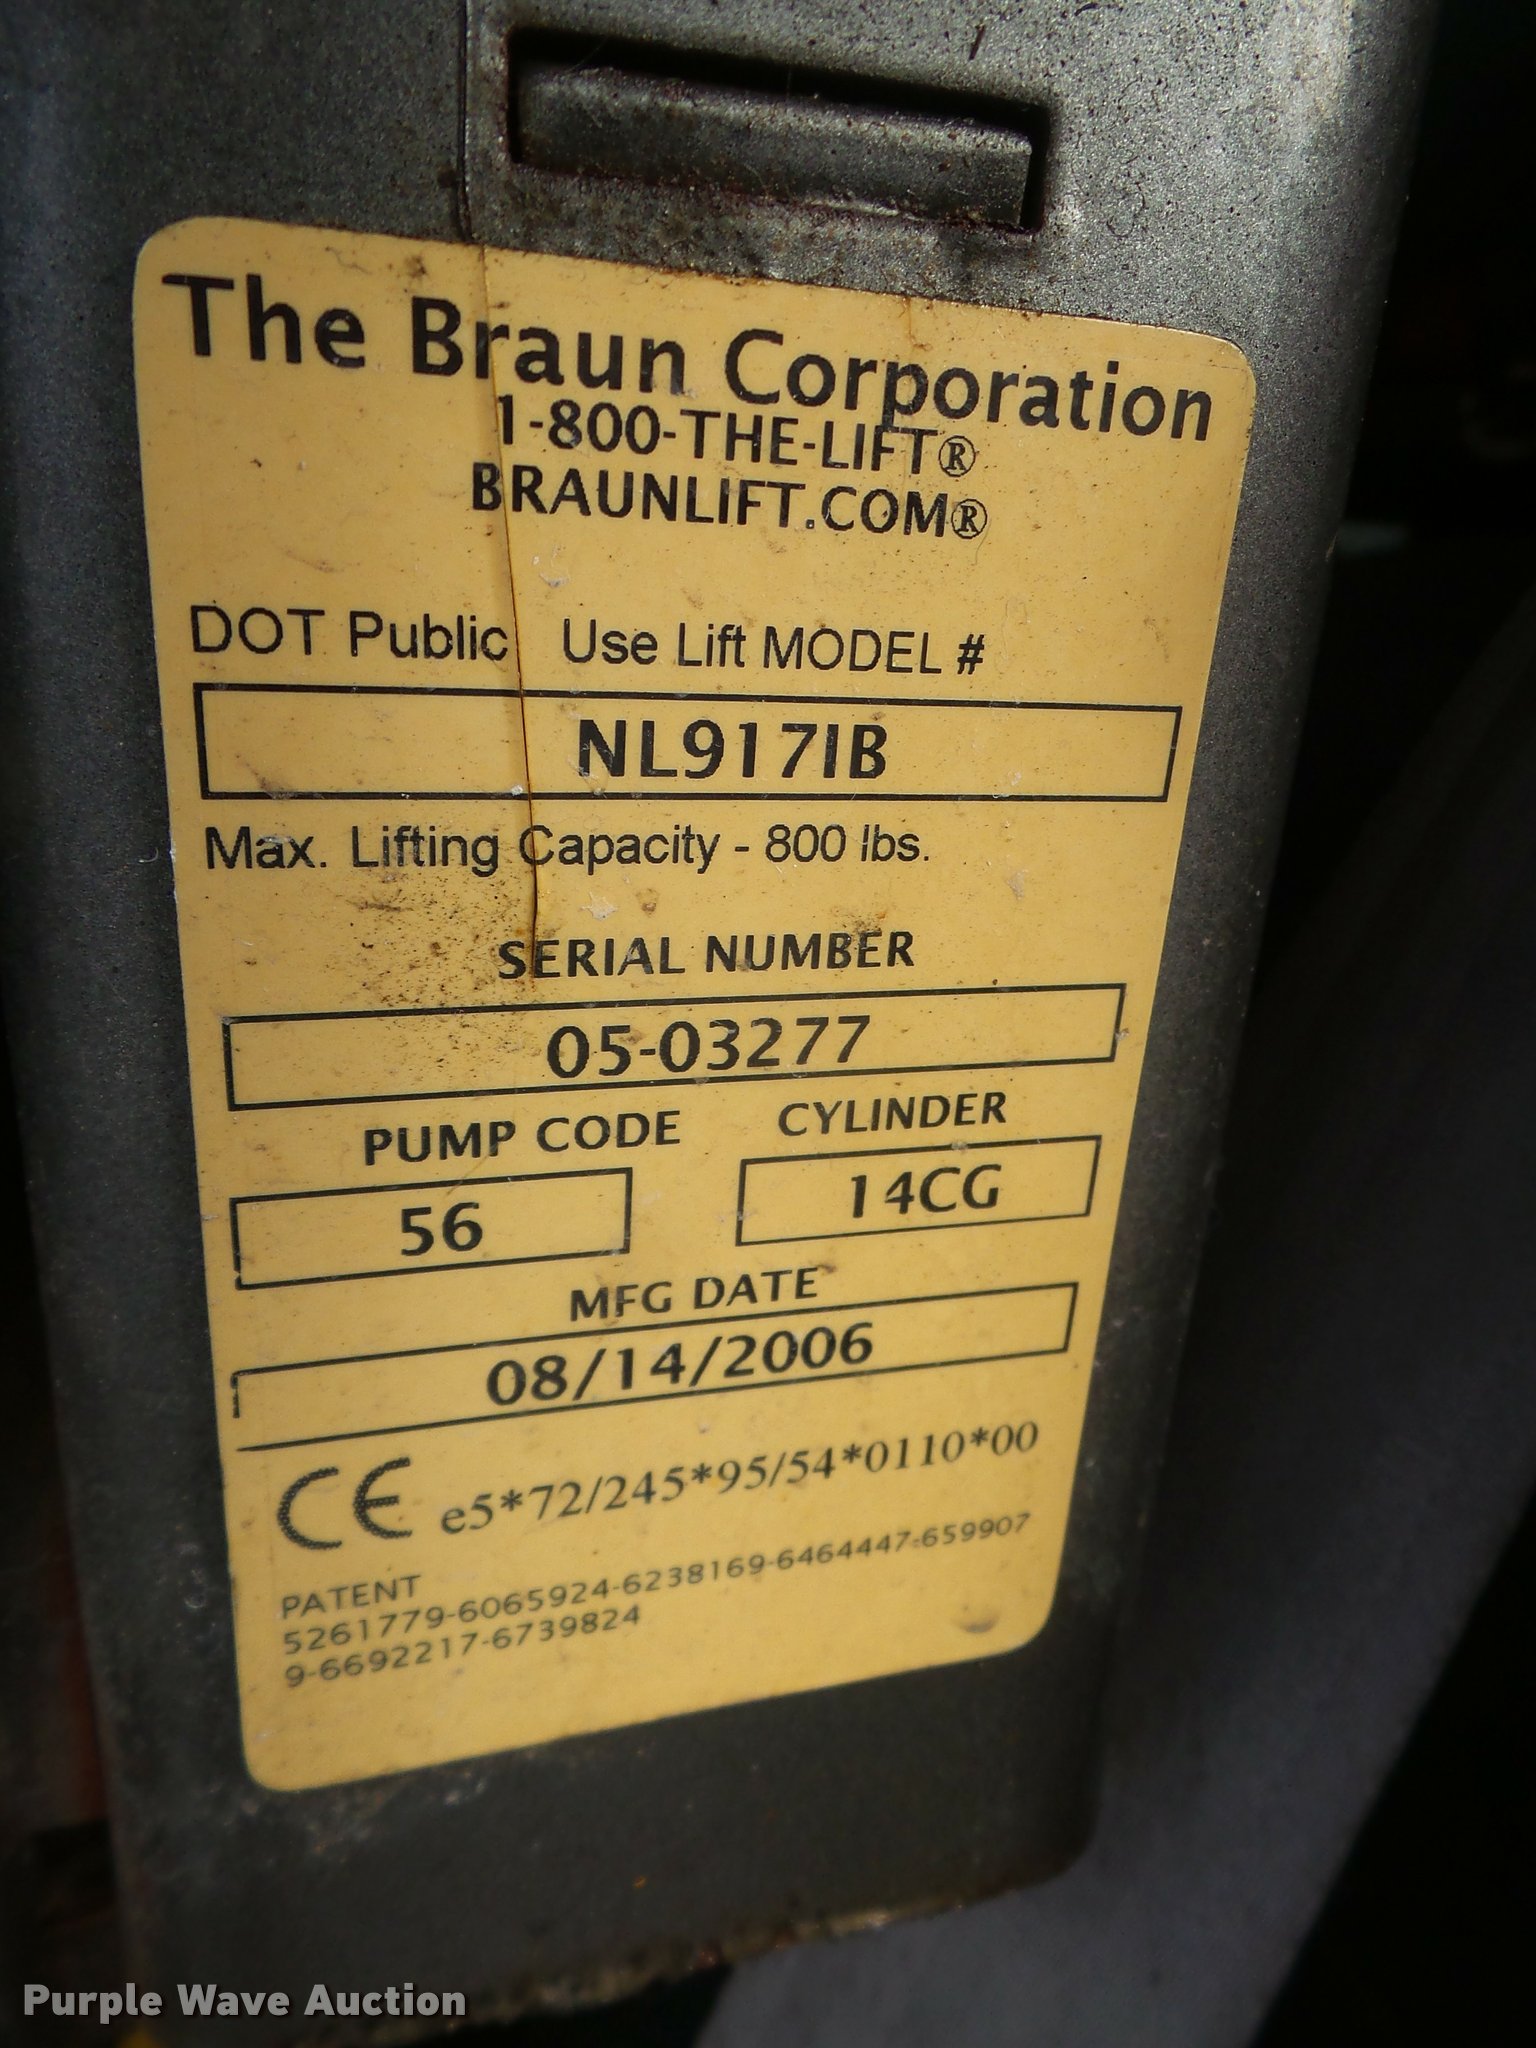 The Braun Corporation
1-800-THE-LIFT®
BRAUNLIFT.COM®
DOT Public Use Lift MODEL #
NL917IB
Max. Lifting Capacity - 800 lbs.
SERIAL NUMBER
05-03277
PUMP CODE CYLINDER
56 14CG
MFG DATE
08/14/2006
CE e5*72/245*95/54*0110*00
PATENT
5261779-6065924-6238169-6464447-659907
9-6692217-6739824
Purple Wave Auction